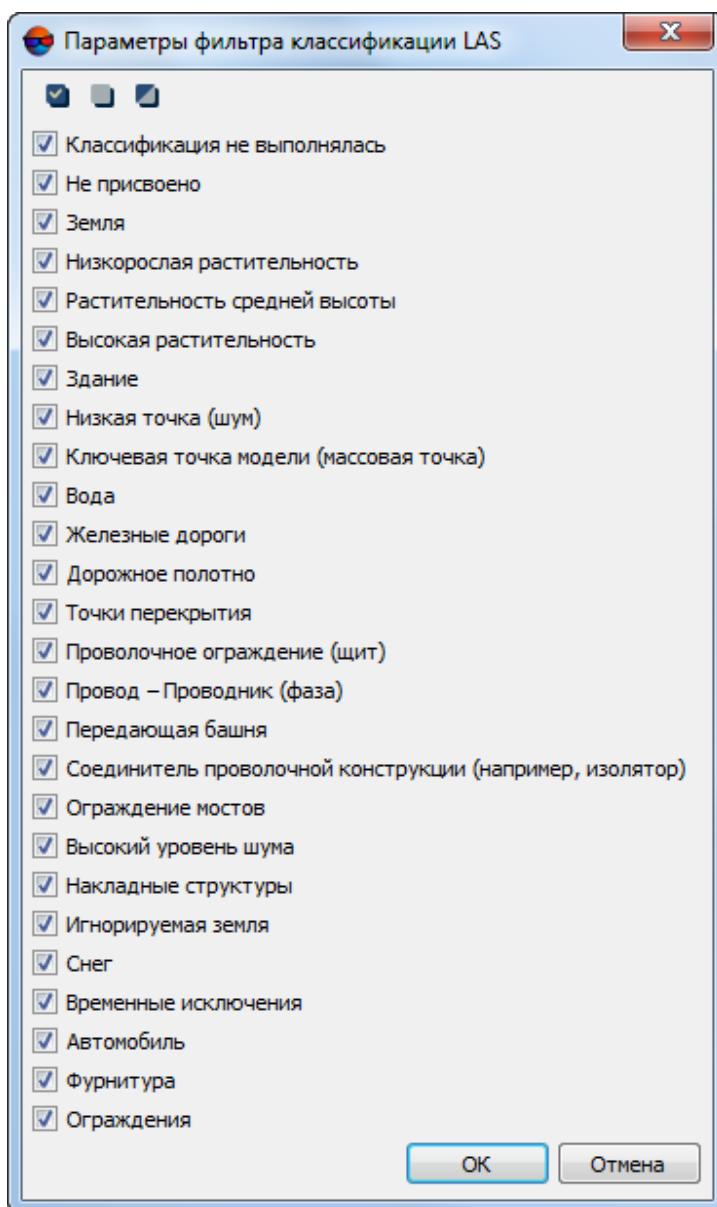 Параметры фильтра классификации LAS
Классификация не выполнялась
Не присвоено
Земля
Низкорослая растительность
Растительность средней высоты
Высокая растительность
Здание
Низкая точка (шум)
Ключевая точка модели (массовая точка)
Вода
Железные дороги
Дорожное полотно
Точки перекрытия
Проволочное ограждение (щит)
Провод – Проводник (фаза)
Передающая башня
Соединитель проволочной конструкции (например, изолятор)
Ограждение мостов
Высокий уровень шума
Накладные структуры
Игнорируемая земля
Снег
Временные исключения
Автомобиль
Фурнитура
Ограждения
ОК Отмена